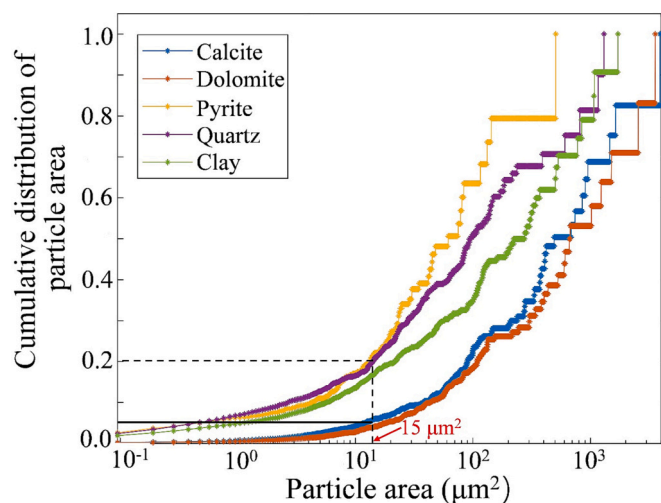 Cumulative distribution of
particle area
1.0
0.8
0.6
0.4
0.2
0.0
Calcite
Dolomite
Pyrite
Quartz
Clay
15 μm²
10⁻¹ 10⁰ 10¹ 10² 10³
Particle area (μm²)